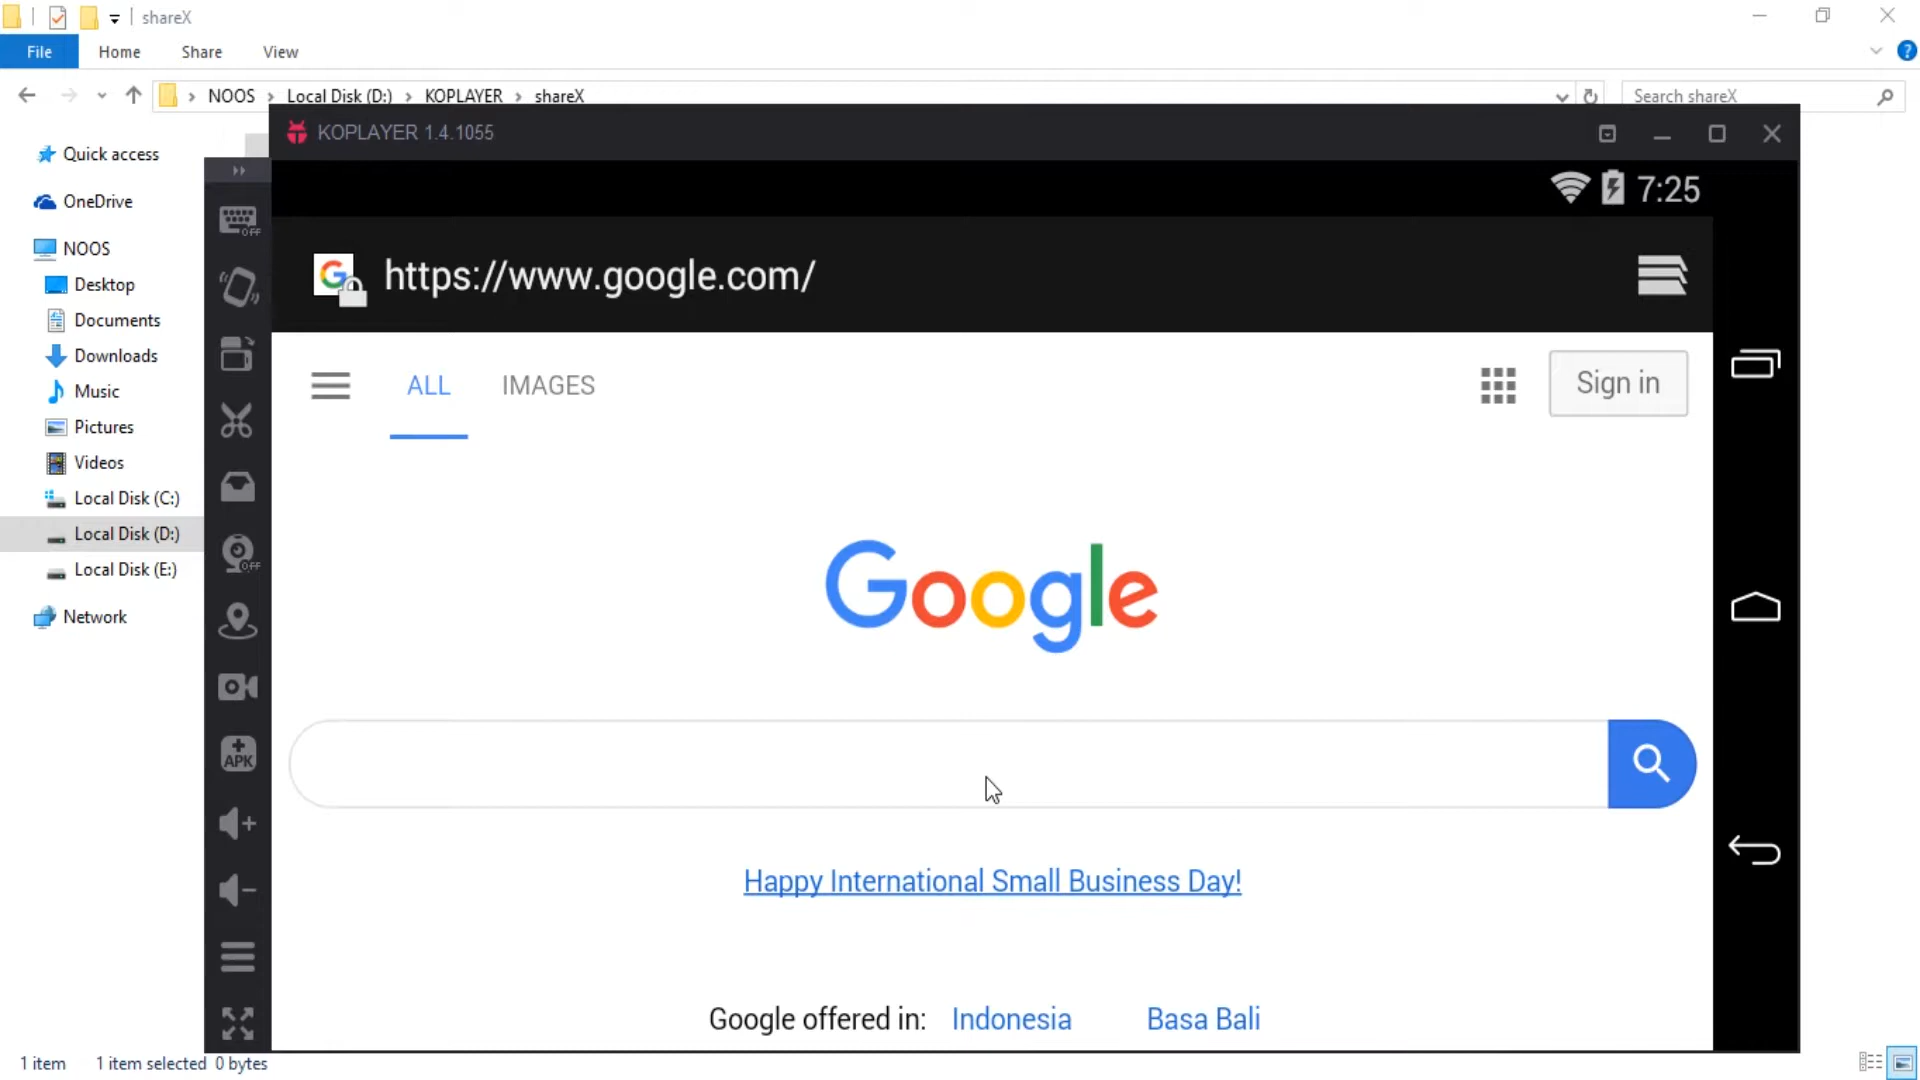 shareX
File Home Share View
NOOS Local Disk (D:) KOPLAYER shareX
Search shareX
Quick access
OneDrive
NOOS
Desktop
Documents
Downloads
Music
Pictures
Videos
Local Disk (C:)
Local Disk (D:)
Local Disk (E:)
Network
1 item 1 item selected 0 bytes
KOPLAYER 1.4.1055
OFF
OFF
APK
7:25
https://www.google.com/
ALL IMAGES Sign in
Google
Happy International Small Business Day!
Google offered in: Indonesia Basa Bali